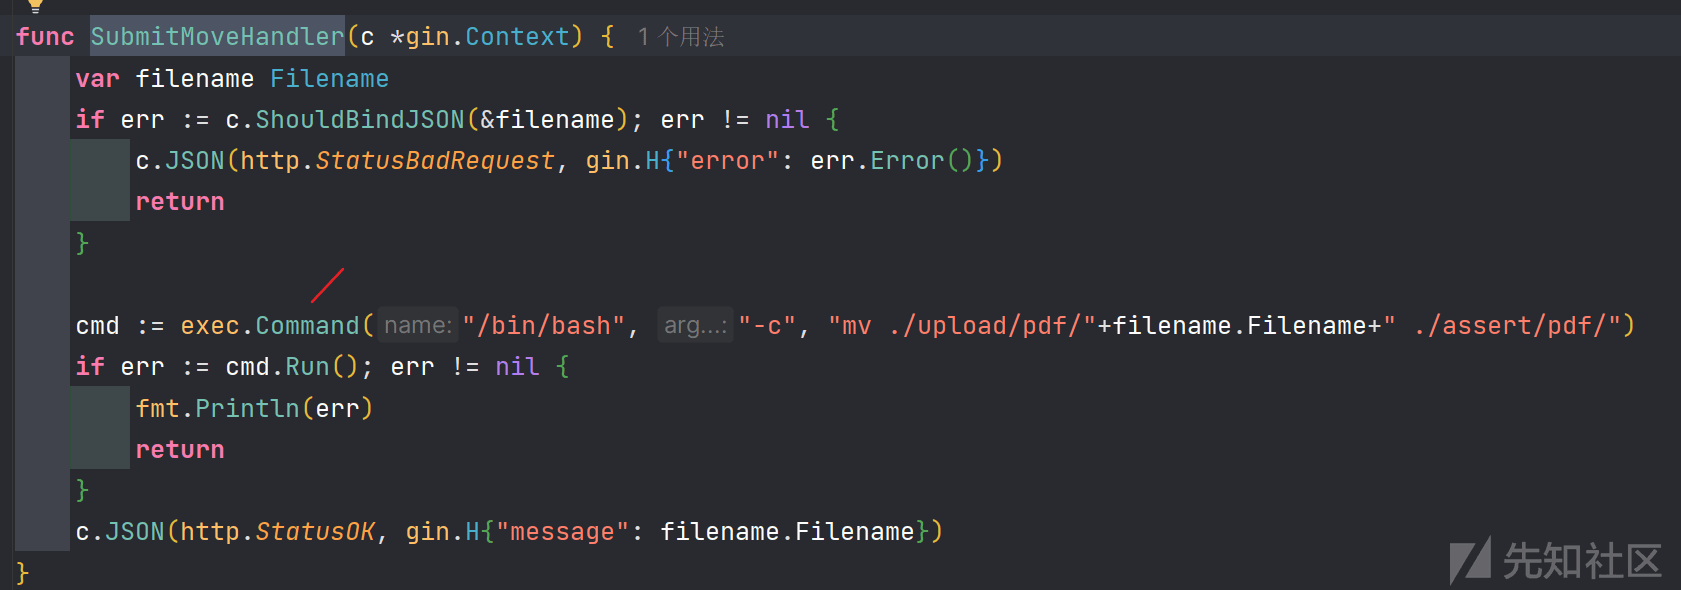 func SubmitMoveHandler(c *gin.Context) { 1 个用法
var filename Filename
if err := c.ShouldBindJSON(&filename); err != nil {
c.JSON(http.StatusBadRequest, gin.H{"error": err.Error()})
return
}
cmd := exec.Command( name: "/bin/bash", arg...: "-c", "mv ./upload/pdf/"+filename.Filename+" ./assert/pdf/")
if err := cmd.Run(); err != nil {
fmt.Println(err)
return
}
c.JSON(http.StatusOK, gin.H{"message": filename.Filename})
}
先知社区